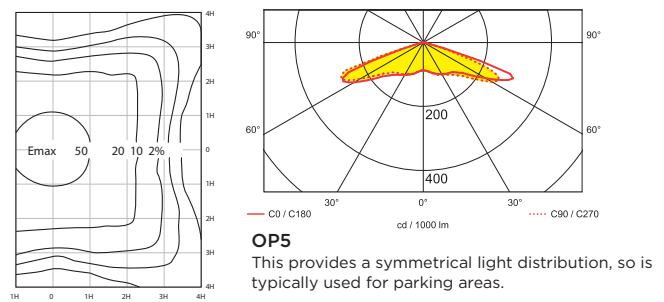 4H
3H
2H
1H
0
1H
2H
3H
4H
Emax 50 20 10 2%
1H 0 1H 2H 3H 4H
90° 90°
60° 60°
200
400
30° 0° 30°
C0 / C180 C90 / C270
cd / 1000 lm
OP5
This provides a symmetrical light distribution, so is
typically used for parking areas.